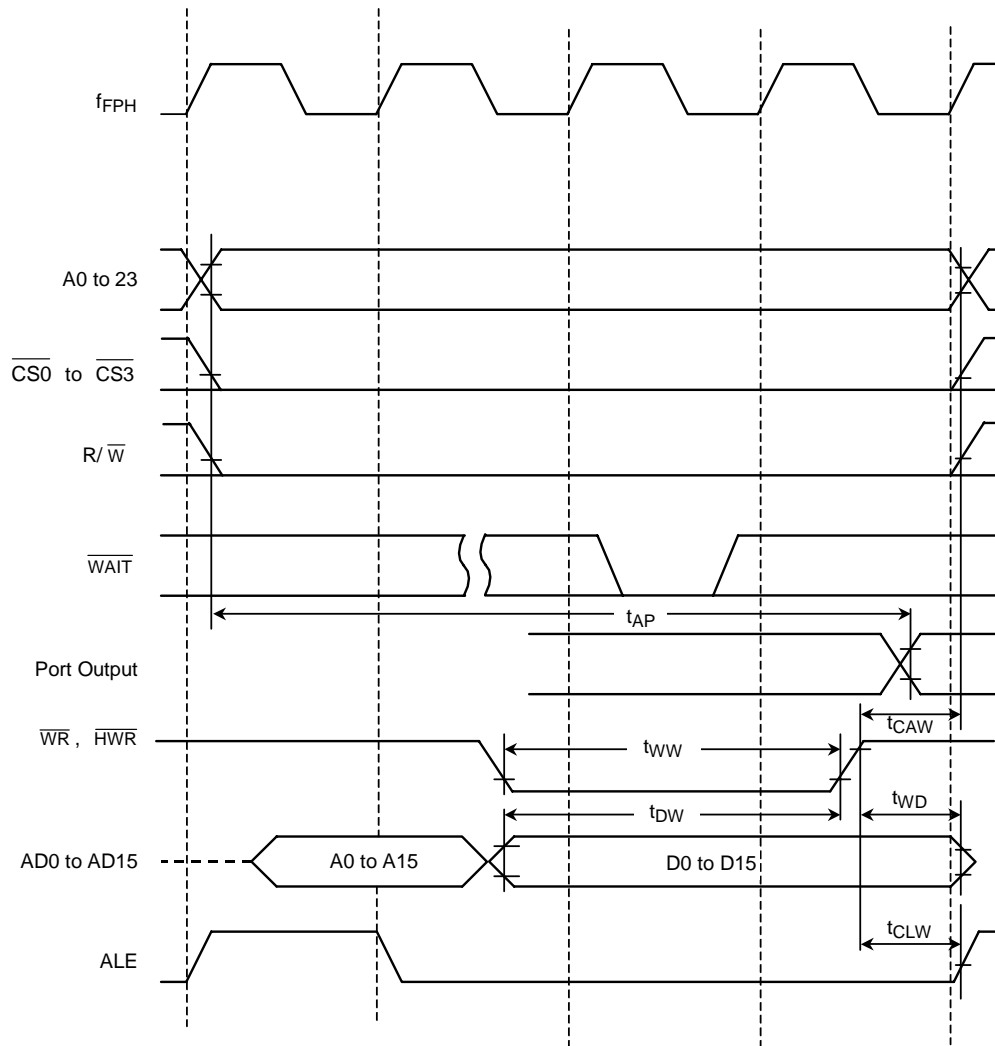 fFPH
A0 to 23
CS0 to CS3
R/W
WAIT
tAP
Port Output
tCAW
WR, HWR
tWW
tWD
tDW
AD0 to AD15
A0 to A15
D0 to D15
tCLW
ALE